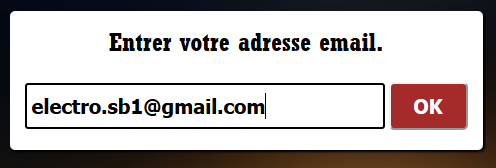 Entrer votre adresse email.
electro.sb1@gmail.com OK